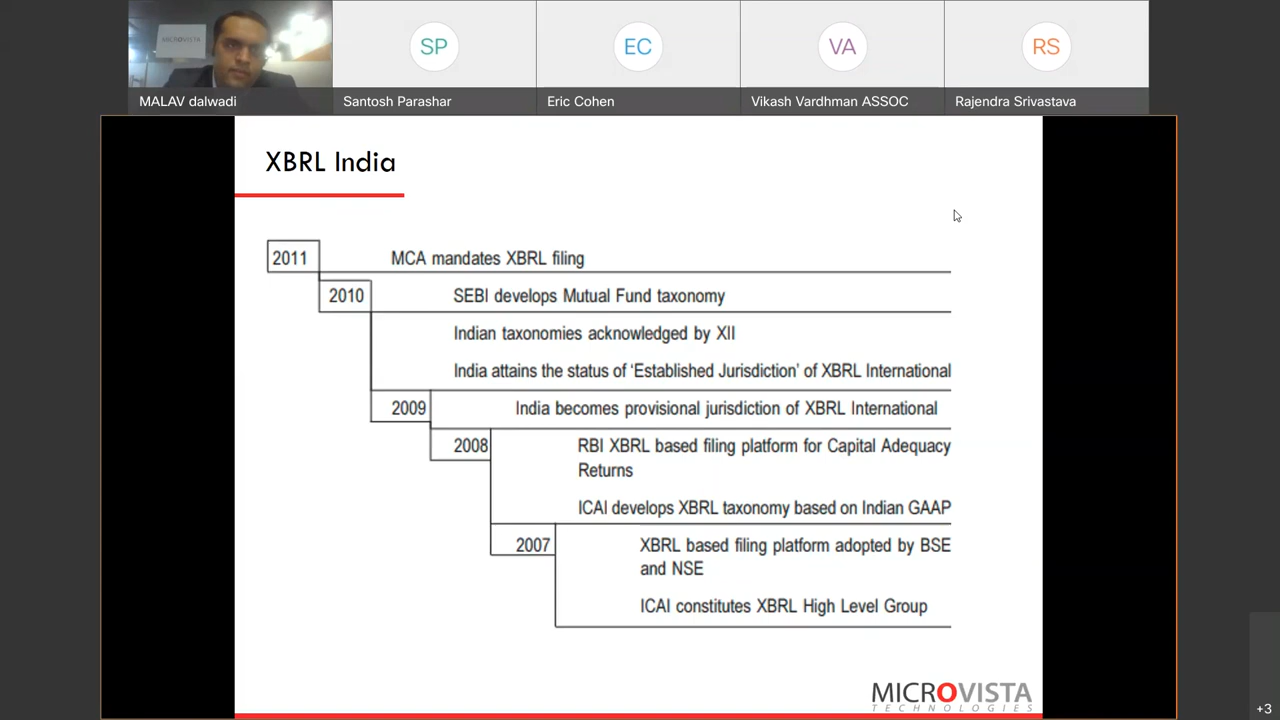 MICROVISTA
SP
EC
VA
RS
MALAV dalwadi
Santosh Parashar
Eric Cohen
Vikash Vardhman ASSOC
Rajendra Srivastava
XBRL India
2011
MCA mandates XBRL filing
2010
SEBI develops Mutual Fund taxonomy
Indian taxonomies acknowledged by XII
India attains the status of ‘Established Jurisdiction’ of XBRL International
2009
India becomes provisional jurisdiction of XBRL International
2008
RBI XBRL based filing platform for Capital Adequacy
Returns
ICAI develops XBRL taxonomy based on Indian GAAP
2007
XBRL based filing platform adopted by BSE
and NSE
ICAI constitutes XBRL High Level Group
MICROVISTA
TECHNOLOGIES
+3